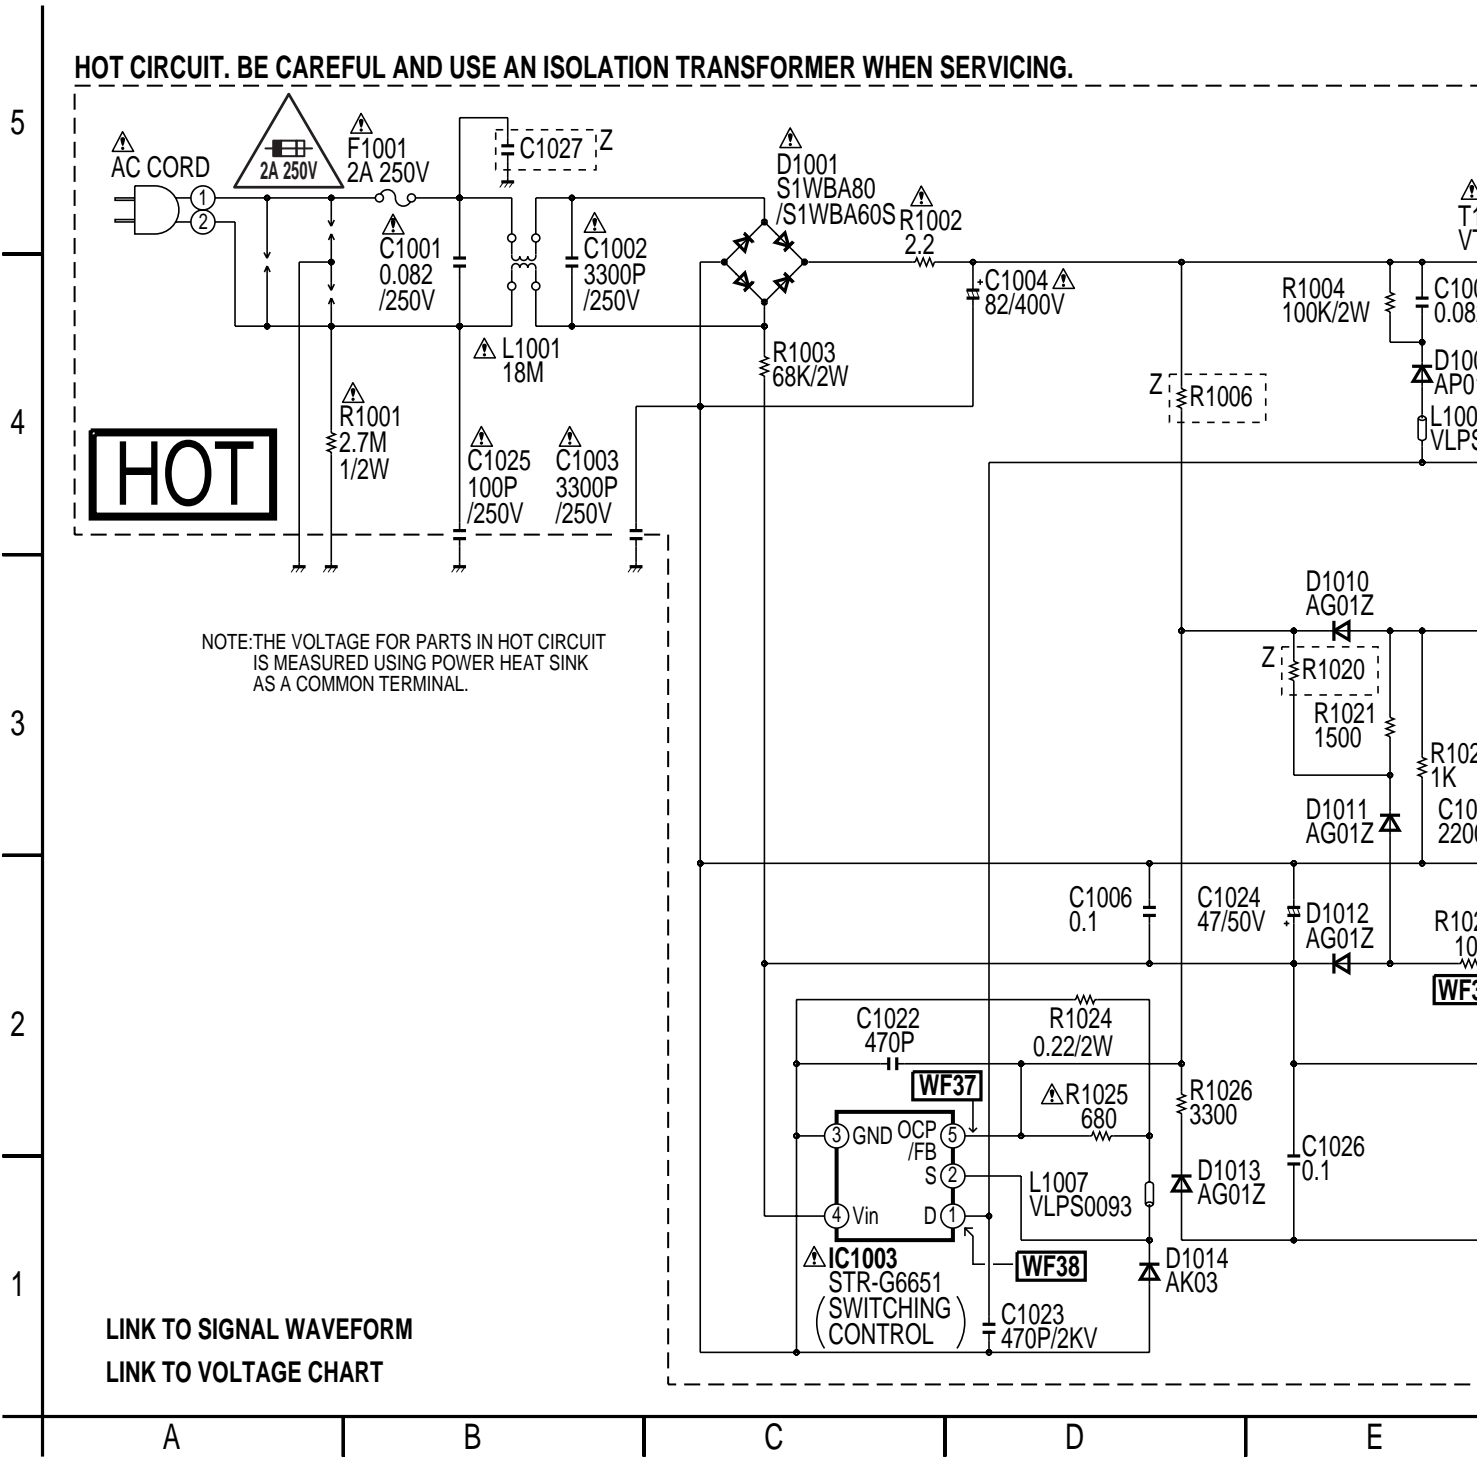 HOT CIRCUIT. BE CAREFUL AND USE AN ISOLATION TRANSFORMER WHEN SERVICING.
5
4
3
2
1
AC CORD
1
2
2A 250V
F1001
2A 250V
C1027
Z
C1001
0.082
/250V
C1002
3300P
/250V
L1001
18M
D1001
S1WBA80
/S1WBA60S
R1002
2.2
C1004
82/400V
R1003
68K/2W
R1004
100K/2W
Z
R1006
HOT
R1001
2.7M
1/2W
C1025
100P
/250V
C1003
3300P
/250V
NOTE:THE VOLTAGE FOR PARTS IN HOT CIRCUIT
IS MEASURED USING POWER HEAT SINK
AS A COMMON TERMINAL.
D1010
AG01Z
Z
R1020
R1021
1500
1K
D1011
AG01Z
C1006
0.1
C1024
47/50V
D1012
AG01Z
C1022
470P
R1024
0.22/2W
WF37
R1025
680
R1026
3300
3
GND
OCP
/FB
5
S
2
4
Vin
D
1
L1007
VLPS0093
D1013
AG01Z
C1026
0.1
IC1003
STR-G6651
(SWITCHING
CONTROL)
WF38
D1014
AK03
C1023
470P/2KV
LINK TO SIGNAL WAVEFORM
LINK TO VOLTAGE CHART
A
B
C
D
E